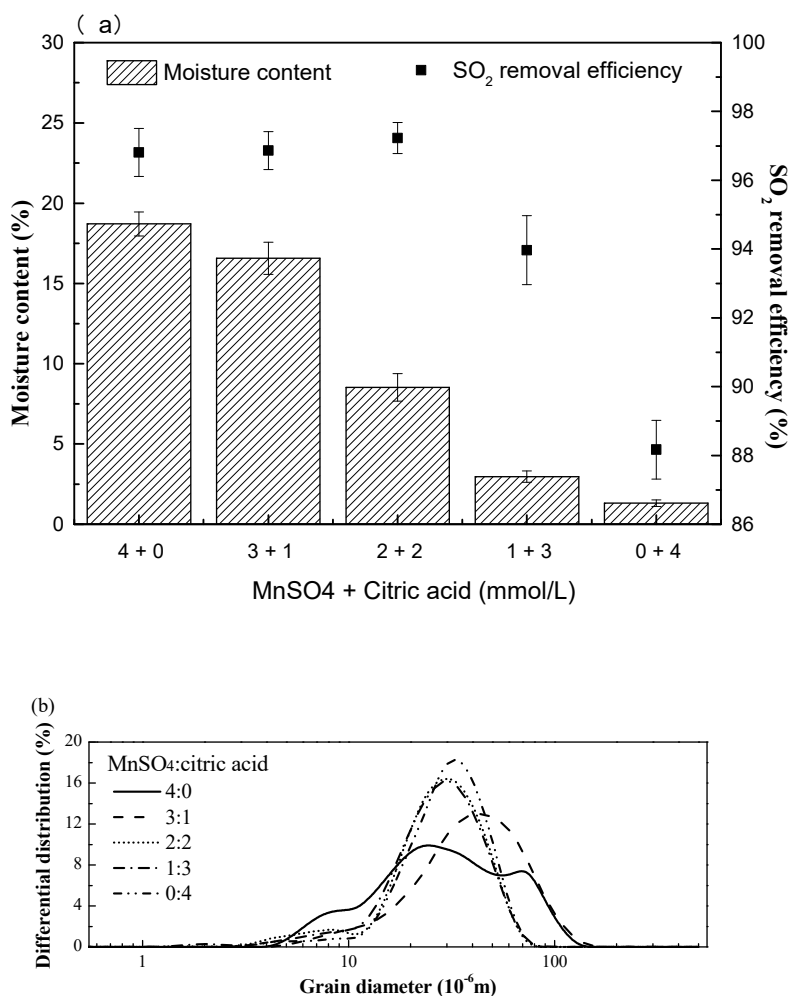 ( a)
30
25
20
15
10
5
0
Moisture content (%)
Moisture content
SO2 removal efficiency
100
98
96
94
92
90
88
86
SO2 removal
efficiency (%)
4 + 0 3 + 1 2 + 2 1 + 3 0 + 4
MnSO4 + Citric acid (mmol/L)
(b)
20
16
12
8
4
0
Differential distribution (%)
MnSO4:citric acid
4:0
3:1
2:2
1:3
0:4
1 10 100
Grain diameter (10-6m)